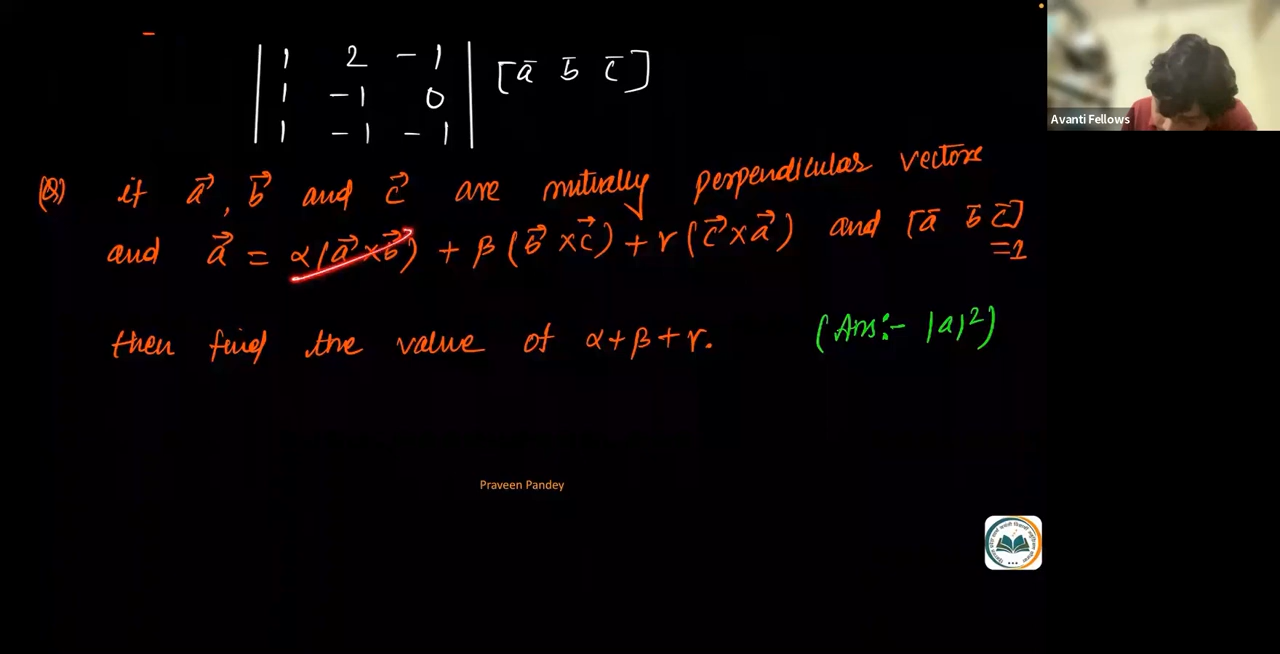 | 1 2 -1 |
| 1 -1 0 | [a̅ b̅ c̅]
| 1 -1 -1 |
Avanti Fellows
(Q) if a⃗, b⃗ and c⃗ are mutually perpendicular vectors
and a⃗ = α(a⃗ × b⃗) + β(b⃗ × c⃗) + r(c⃗ × a⃗) and [a̅ b̅ c̅]
=1
then find the value of α+β+r. (Ans:- |a|²)
Praveen Pandey